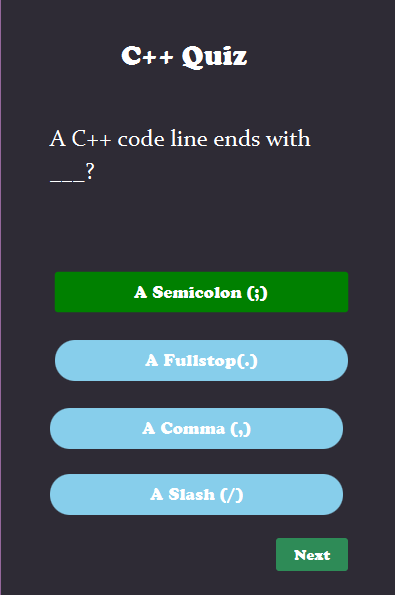 C++ Quiz
A C++ code line ends with
___?
A Semicolon (;)
A Fullstop(.)
A Comma (,)
A Slash (/)
Next